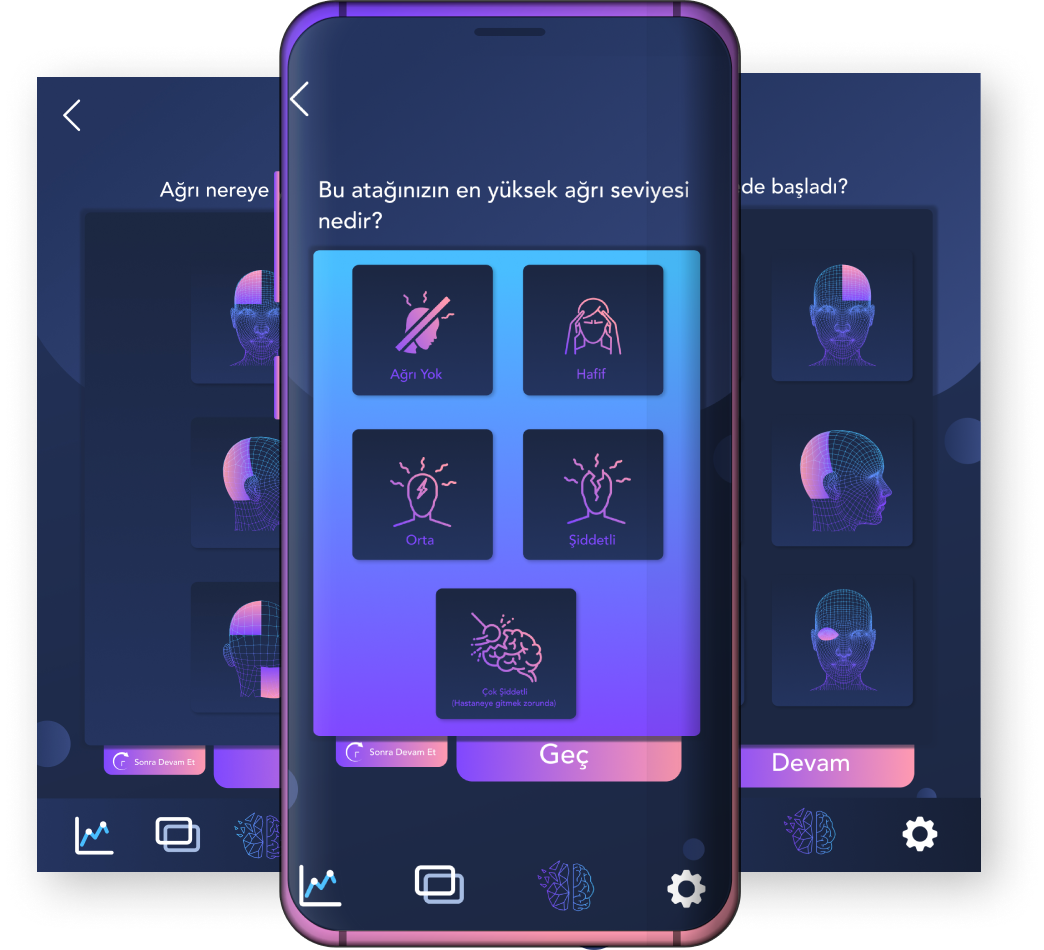 Ağrı nereye
Sonra Devam Et
Bu atağınızın en yüksek ağrı seviyesi
nedir?
Ağrı Yok
Hafif
Orta
Şiddetli
Çok Şiddetli
(Hastaneye gitmek zorunda)
Sonra Devam Et
Geç
de başladı?
Devam